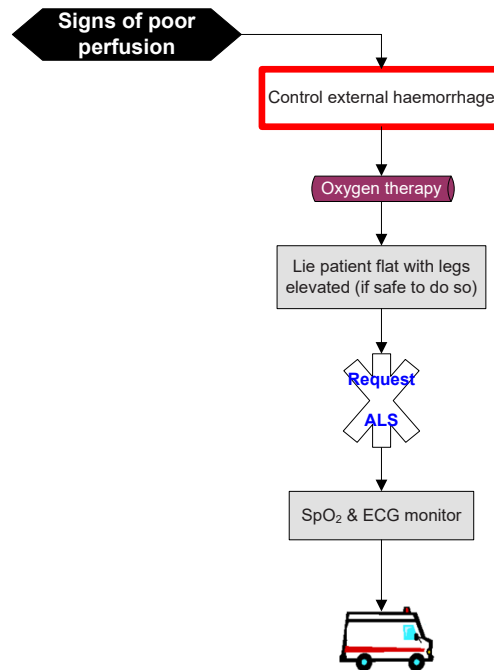 Signs of poor
perfusion
Control external haemorrhage
Oxygen therapy
Lie patient flat with legs
elevated (if safe to do so)
Request
ALS
SpO₂ & ECG monitor